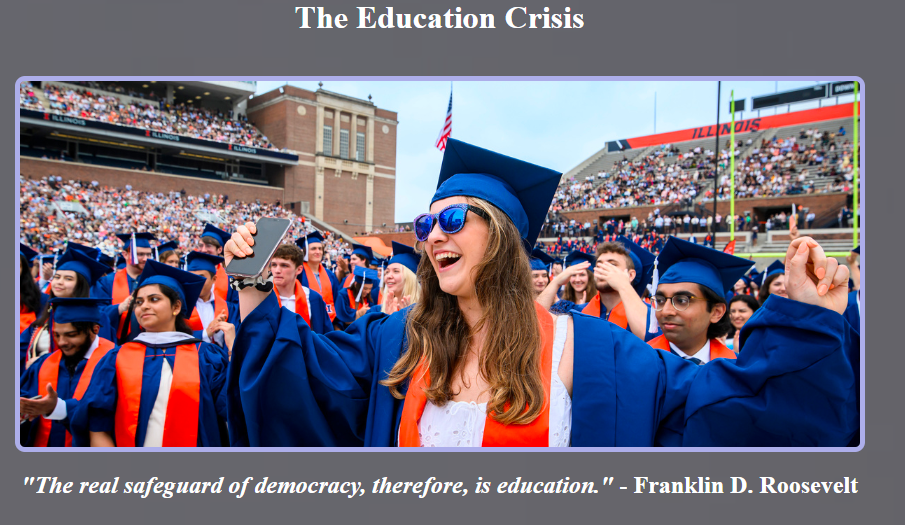 The Education Crisis
ILLINOIS
ILLINOIS
ILLINOIS
ILLINOIS
"The real safeguard of democracy, therefore, is education." - Franklin D. Roosevelt